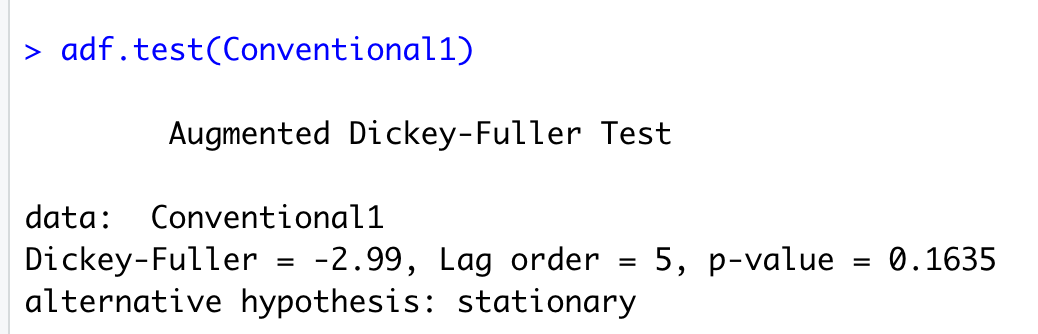 > adf.test(Conventional1)
Augmented Dickey-Fuller Test
data:  Conventional1
Dickey-Fuller = -2.99, Lag order = 5, p-value = 0.1635
alternative hypothesis: stationary